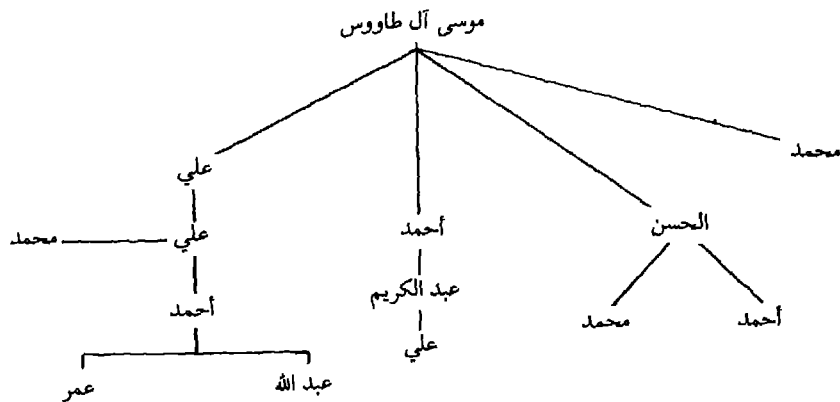 موسى آل طاووس
محمد
علي
الحسن
أحمد
علي
محمد
عبد الكريم
أحمد
محمد
أحمد
علي
عبد الله
عمر